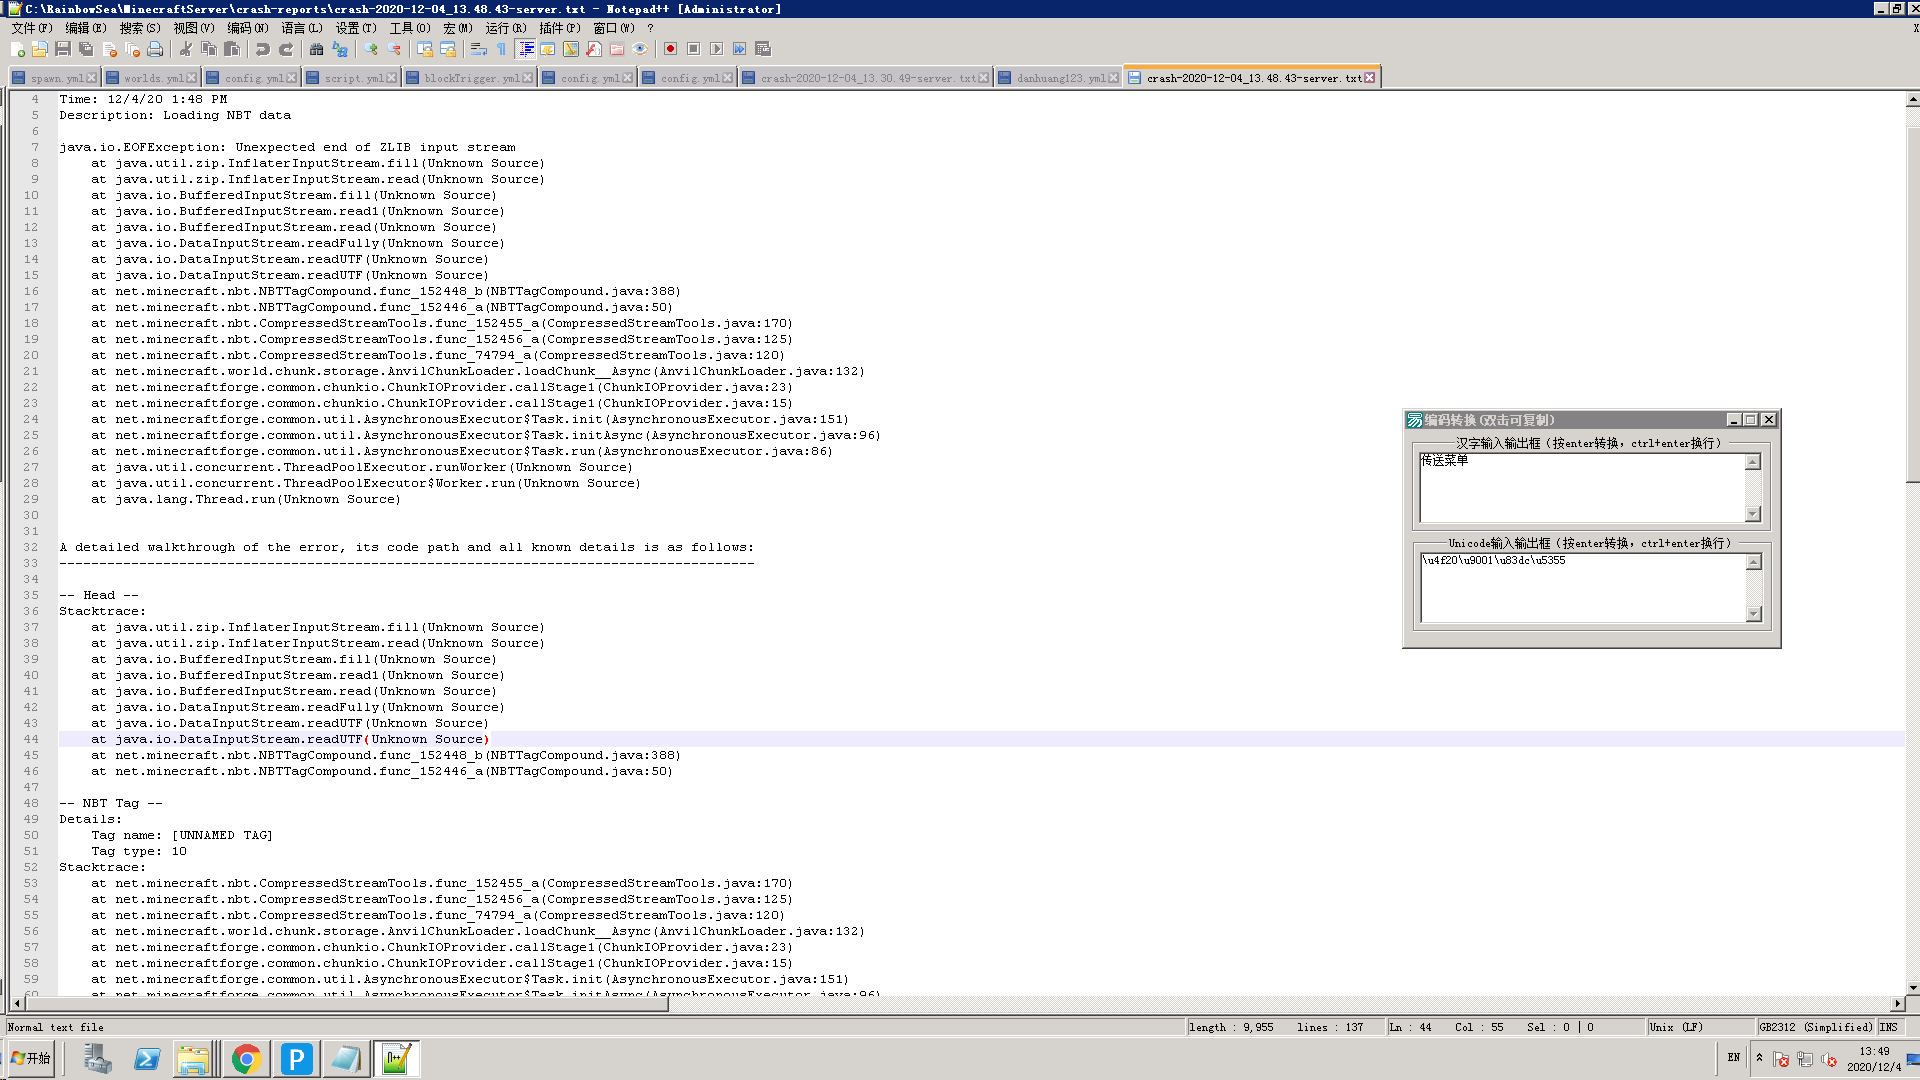 C:\RainbowSea\MinecraftServer\crash-reports\crash-2020-12-04_13.48.43-server.txt - Notepad++ [Administrator]
文件(F) 编辑(E) 搜索(S) 视图(V) 编码(N) 语言(L) 设置(T) 工具(O) 宏(M) 运行(R) 插件(P) 窗口(W) ?
X
spawn.yml worlds.yml config.yml script.yml blockTrigger.yml config.yml config.yml crash-2020-12-04_13.30.49-server.txt danhuang123.yml crash-2020-12-04_13.48.43-server.txt
4 Time: 12/4/20 1:48 PM
5 Description: Loading NBT data
6
7 java.io.EOFException: Unexpected end of ZLIB input stream
8 at java.util.zip.InflaterInputStream.fill(Unknown Source)
9 at java.util.zip.InflaterInputStream.read(Unknown Source)
10 at java.io.BufferedInputStream.fill(Unknown Source)
11 at java.io.BufferedInputStream.read1(Unknown Source)
12 at java.io.BufferedInputStream.read(Unknown Source)
13 at java.io.DataInputStream.readFully(Unknown Source)
14 at java.io.DataInputStream.readUTF(Unknown Source)
15 at java.io.DataInputStream.readUTF(Unknown Source)
16 at net.minecraft.nbt.NBTTagCompound.func_152448_b(NBTTagCompound.java:388)
17 at net.minecraft.nbt.NBTTagCompound.func_152446_a(NBTTagCompound.java:50)
18 at net.minecraft.nbt.CompressedStreamTools.func_152455_a(CompressedStreamTools.java:170)
19 at net.minecraft.nbt.CompressedStreamTools.func_152456_a(CompressedStreamTools.java:125)
20 at net.minecraft.nbt.CompressedStreamTools.func_74794_a(CompressedStreamTools.java:120)
21 at net.minecraft.world.chunk.storage.AnvilChunkLoader.loadChunk__Async(AnvilChunkLoader.java:132)
22 at net.minecraftforge.common.chunkio.ChunkIOProvider.callStage1(ChunkIOProvider.java:23)
23 at net.minecraftforge.common.chunkio.ChunkIOProvider.callStage1(ChunkIOProvider.java:15)
24 at net.minecraftforge.common.util.AsynchronousExecutor$Task.init(AsynchronousExecutor.java:151)
25 at net.minecraftforge.common.util.AsynchronousExecutor$Task.initAsync(AsynchronousExecutor.java:96)
26 at net.minecraftforge.common.util.AsynchronousExecutor$Task.run(AsynchronousExecutor.java:86)
27 at java.util.concurrent.ThreadPoolExecutor.runWorker(Unknown Source)
28 at java.util.concurrent.ThreadPoolExecutor$Worker.run(Unknown Source)
29 at java.lang.Thread.run(Unknown Source)
30
31
32 A detailed walkthrough of the error, its code path and all known details is as follows:
33 ---------------------------------------------------------------------------------------
34
35 -- Head --
36 Stacktrace:
37 at java.util.zip.InflaterInputStream.fill(Unknown Source)
38 at java.util.zip.InflaterInputStream.read(Unknown Source)
39 at java.io.BufferedInputStream.fill(Unknown Source)
40 at java.io.BufferedInputStream.read1(Unknown Source)
41 at java.io.BufferedInputStream.read(Unknown Source)
42 at java.io.DataInputStream.readFully(Unknown Source)
43 at java.io.DataInputStream.readUTF(Unknown Source)
44 at java.io.DataInputStream.readUTF(Unknown Source)
45 at net.minecraft.nbt.NBTTagCompound.func_152448_b(NBTTagCompound.java:388)
46 at net.minecraft.nbt.NBTTagCompound.func_152446_a(NBTTagCompound.java:50)
47
48 -- NBT Tag --
49 Details:
50 Tag name: [UNNAMED TAG]
51 Tag type: 10
52 Stacktrace:
53 at net.minecraft.nbt.CompressedStreamTools.func_152455_a(CompressedStreamTools.java:170)
54 at net.minecraft.nbt.CompressedStreamTools.func_152456_a(CompressedStreamTools.java:125)
55 at net.minecraft.nbt.CompressedStreamTools.func_74794_a(CompressedStreamTools.java:120)
56 at net.minecraft.world.chunk.storage.AnvilChunkLoader.loadChunk__Async(AnvilChunkLoader.java:132)
57 at net.minecraftforge.common.chunkio.ChunkIOProvider.callStage1(ChunkIOProvider.java:23)
58 at net.minecraftforge.common.chunkio.ChunkIOProvider.callStage1(ChunkIOProvider.java:15)
59 at net.minecraftforge.common.util.AsynchronousExecutor$Task.init(AsynchronousExecutor.java:151)
60 at net.minecraftforge.common.util.AsynchronousExecutor$Task.initAsync(AsynchronousExecutor.java:96)
易 编码转换(双击可复制)
汉字输入输出框(按enter转换，ctrl+enter换行)
传送菜单
Unicode输入输出框(按enter转换，ctrl+enter换行)
\u4f20\u9001\u83dc\u5355
Normal text file length : 9,955 lines : 137 Ln : 44 Col : 55 Sel : 0 | 0 Unix (LF) GB2312 (Simplified) INS
开始 EN 13:49
2020/12/4